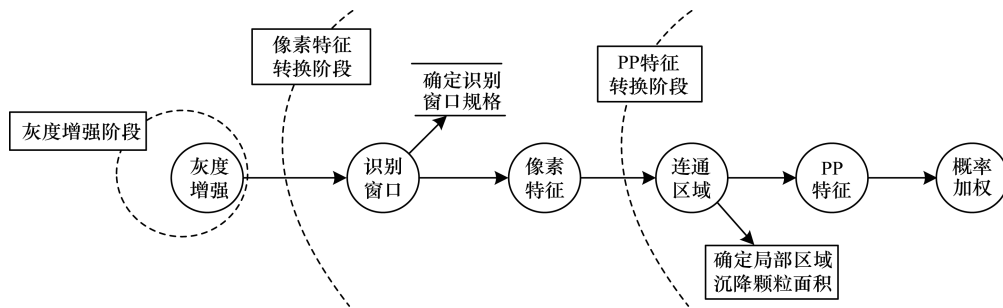 像素特征
转换阶段
PP特征
转换阶段
确定识别
窗口规格
灰度增强阶段
灰度
增强
识别
窗口
像素
特征
连通
区域
PP
特征
概率
加权
确定局部区域
沉降颗粒面积